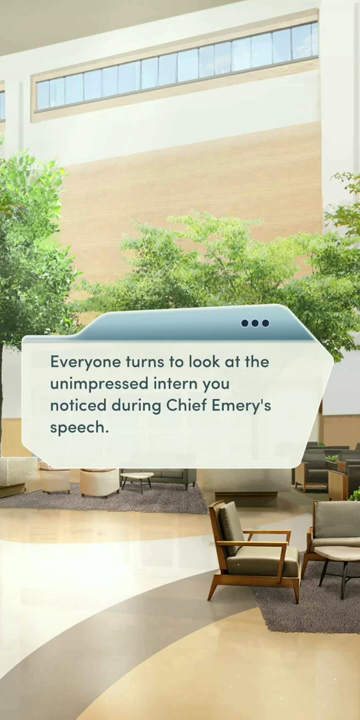 Everyone turns to look at the
unimpressed intern you
noticed during Chief Emery's
speech.